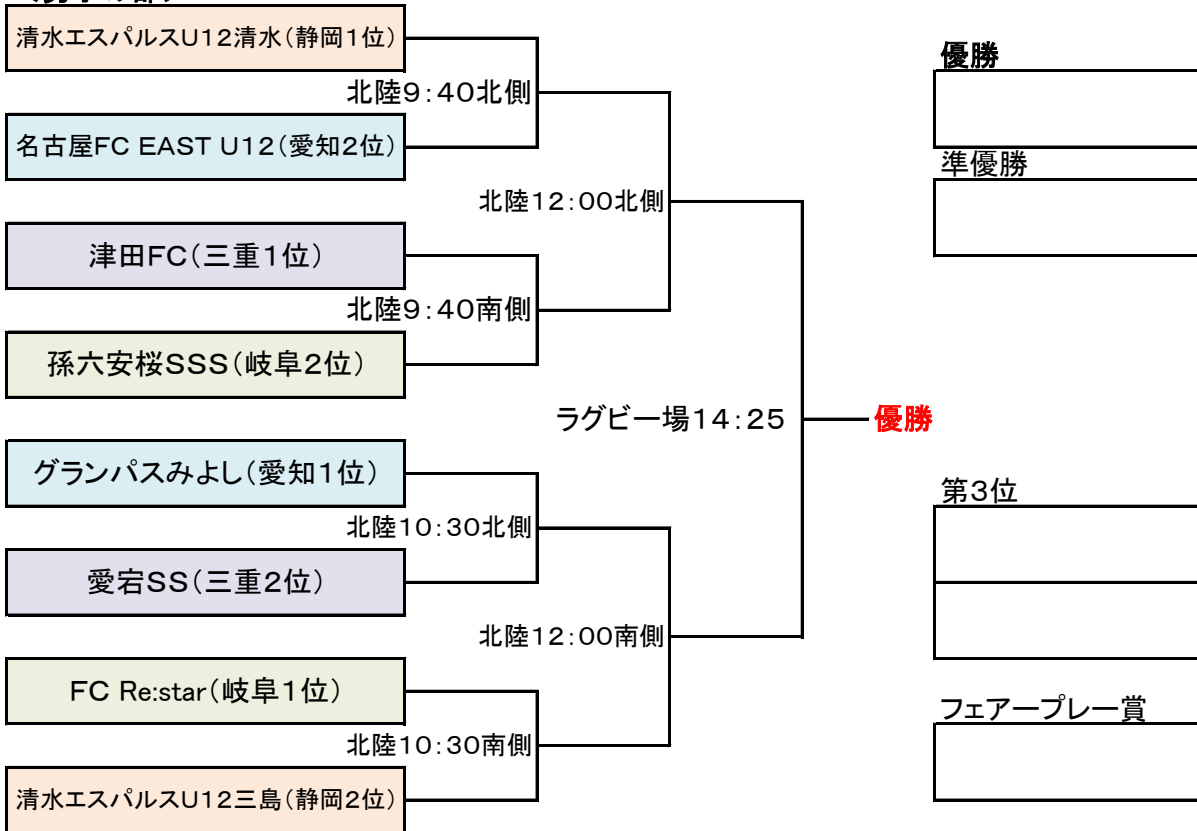 清水エスパルスU12清水(静岡1位)
北陸9:40北側
名古屋FC EAST U12(愛知2位)
北陸12:00北側
津田FC(三重1位)
北陸9:40南側
孫六安桜SSS(岐阜2位)
ラグビー場14:25
優勝
グランパスみよし(愛知1位)
北陸10:30北側
愛宕SS(三重2位)
北陸12:00南側
FC Re:star(岐阜1位)
北陸10:30南側
清水エスパルスU12三島(静岡2位)
優勝
準優勝
第3位
フェアープレー賞